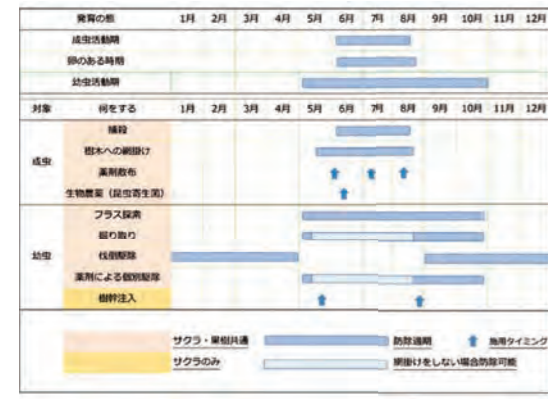 発育の態 1月 2月 3月 4月 5月 6月 7月 8月 9月 10月 11月 12月
成虫活動期
卵のある時期
幼虫活動期
対象 何をする 1月 2月 3月 4月 5月 6月 7月 8月 9月 10月 11月 12月
成虫
捕殺
樹木への網掛け
薬剤散布
生物農薬（昆虫寄生菌）
幼虫
フラス探索
掘り取り
伐倒駆除
薬剤による個別駆除
樹幹注入
サクラ・果樹共通 防除適期 施用タイミング
サクラのみ 網掛けをしない場合防除可能